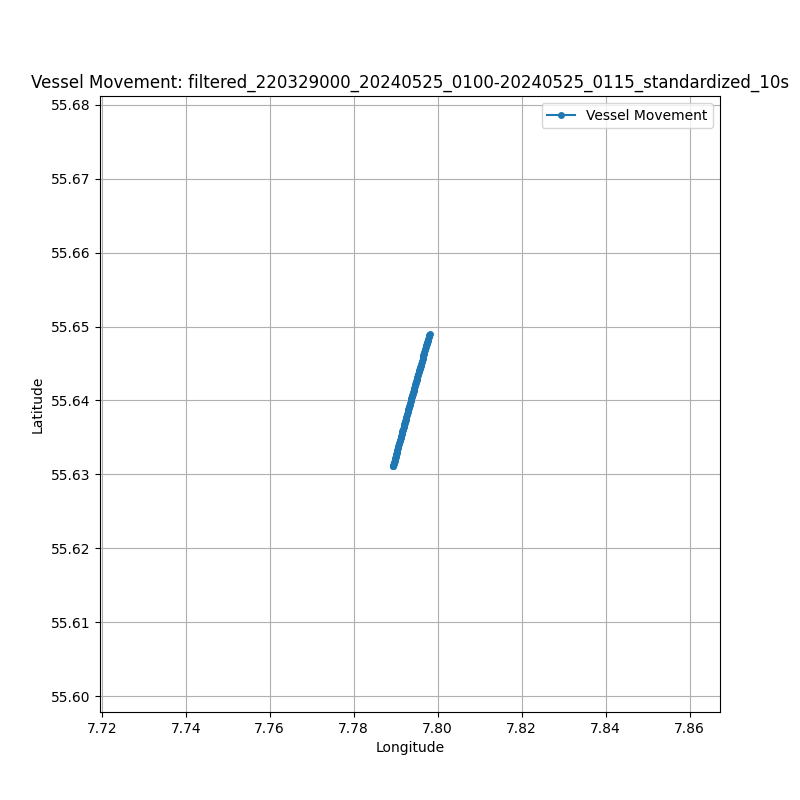 Vessel Movement: filtered_220329000_20240525_0100-20240525_0115_standardized_10s
Vessel Movement
55.68
55.67
55.66
55.65
55.64
55.63
55.62
55.61
55.60
Latitude
7.72 7.74 7.76 7.78 7.80 7.82 7.84 7.86
Longitude